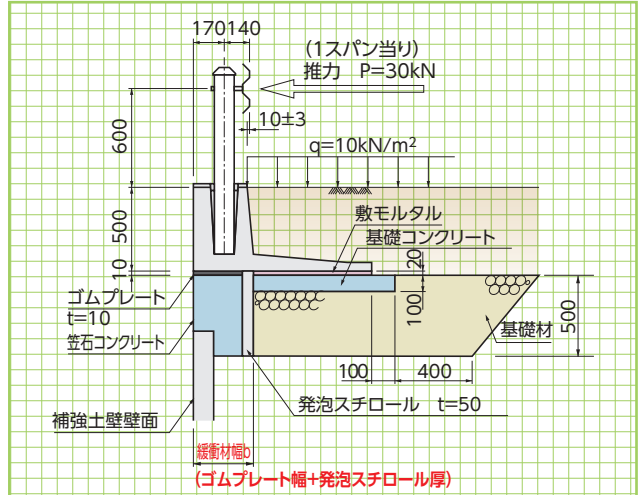 170 140
(1スパン当り)
推力 P=30kN
10±3
600
q=10kN/m²
500
敷モルタル
基礎コンクリート
10
20
ゴムプレート
t=10
笠石コンクリート
100
基礎材
500
100
400
発泡スチロール t=50
補強土壁壁面
緩衝材幅b
(ゴムプレート幅+発泡スチロール厚)